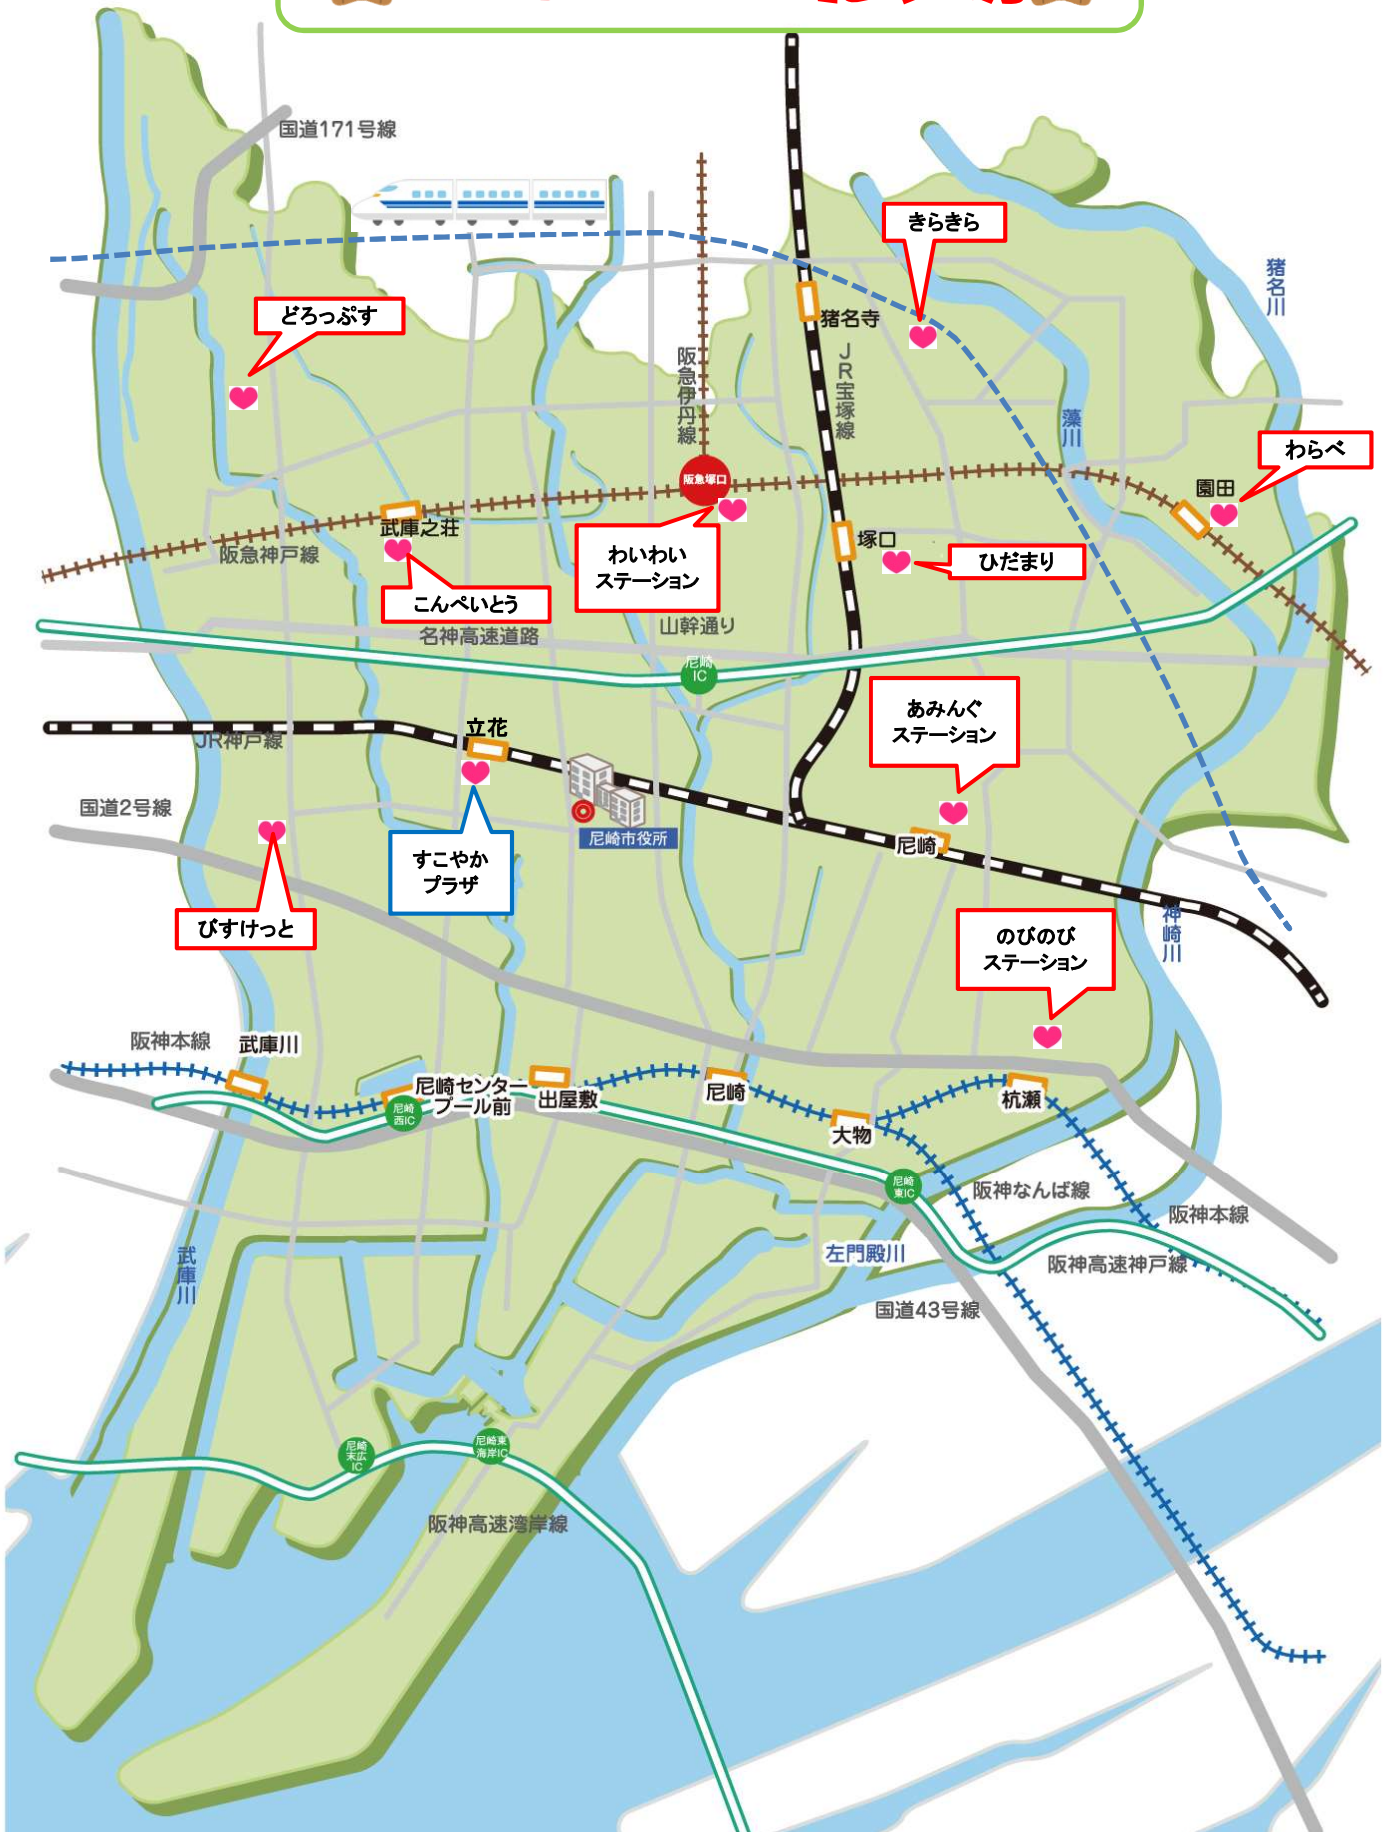 国道171号線
きらきら
猪名川
どろっぷす
猪名寺
阪急伊丹線
JR宝塚線
藻川
わらべ
阪急塚口
園田
武庫之荘
塚口
阪急神戸線
わいわい
ステーション
ひだまり
こんぺいとう
名神高速道路
山幹通り
尼崎
IC
あみんぐ
ステーション
立花
JR神戸線
国道2号線
尼崎市役所
尼崎
すこやか
プラザ
びすけっと
神崎川
のびのび
ステーション
阪神本線
武庫川
尼崎センター
プール前
尼崎
西IC
出屋敷
尼崎
杭瀬
大物
尼崎
東IC
阪神なんば線
阪神本線
武庫川
左門殿川
阪神高速神戸線
国道43号線
尼崎
末広
IC
尼崎東
海岸IC
阪神高速湾岸線